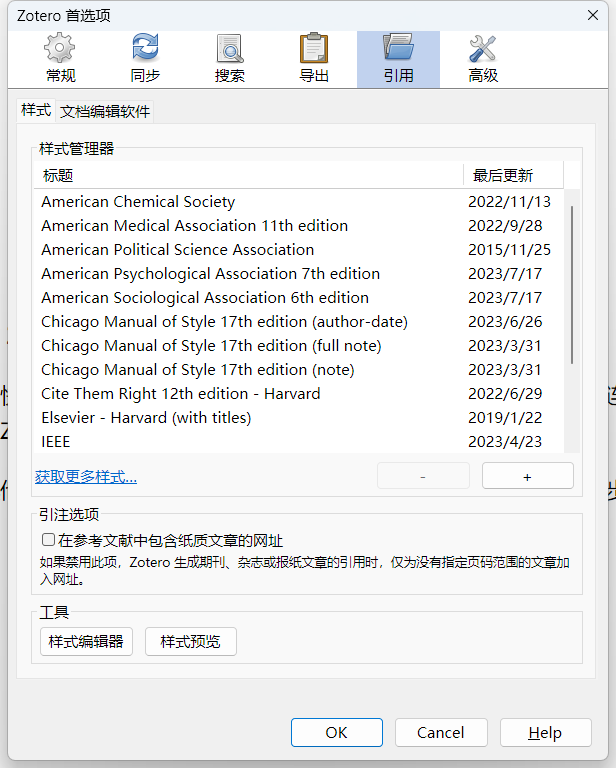 Zotero 首选项
常规 同步 搜索 导出 引用 高级
样式 文档编辑软件
样式管理器
标题 最后更新
American Chemical Society 2022/11/13
American Medical Association 11th edition 2022/9/28
American Political Science Association 2015/11/25
American Psychological Association 7th edition 2023/7/17
American Sociological Association 6th edition 2023/7/17
Chicago Manual of Style 17th edition (author-date) 2023/6/26
Chicago Manual of Style 17th edition (full note) 2023/3/31
Chicago Manual of Style 17th edition (note) 2023/3/31
Cite Them Right 12th edition - Harvard 2022/6/29
Elsevier - Harvard (with titles) 2019/1/22
IEEE 2023/4/23
获取更多样式... - +
引注选项
在参考文献中包含纸质文章的网址
如果禁用此项，Zotero 生成期刊、杂志或报纸文章的引用时，仅为没有指定页码范围的文章加
入网址。
工具
样式编辑器 样式预览
OK Cancel Help